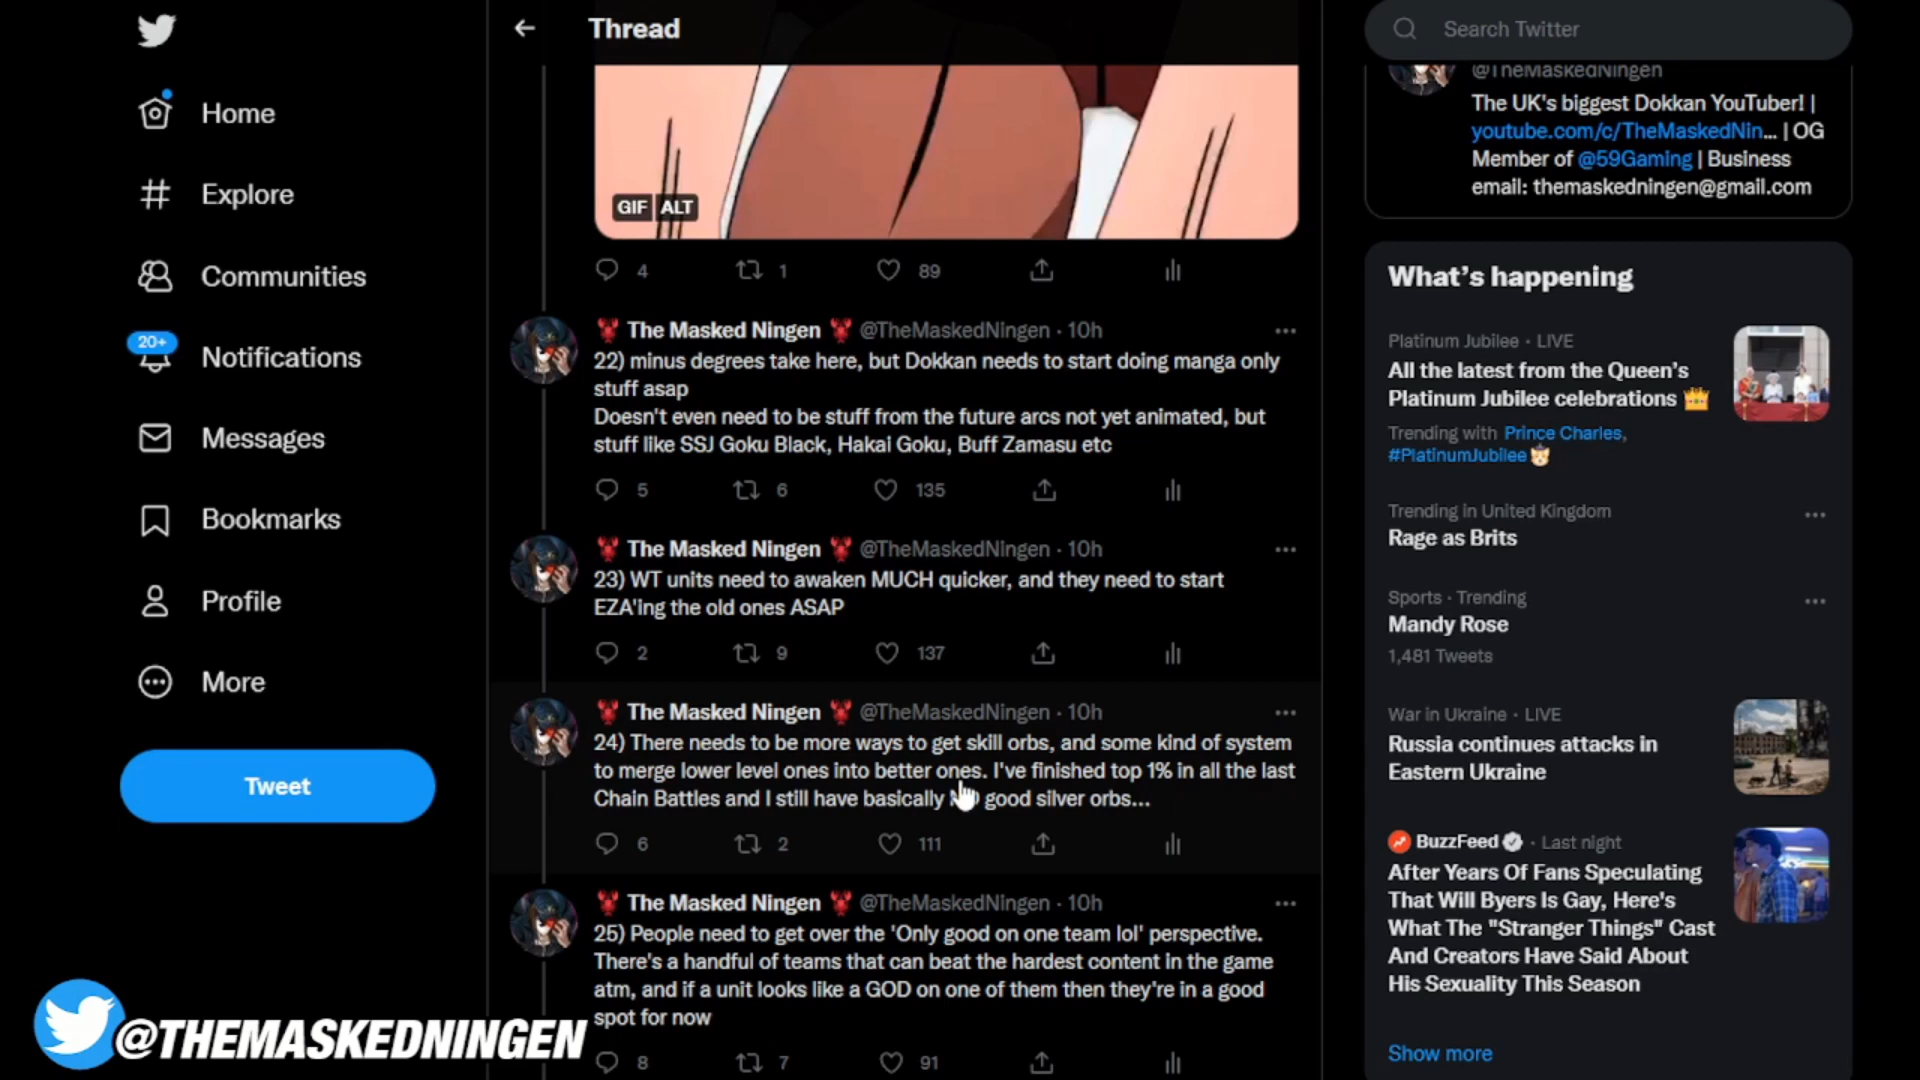 Home
Explore
Communities
20+
Notifications
Messages
Bookmarks
Profile
More
Tweet
@THEMASKEDNINGEN
Thread
GIF ALT
4 1 89
The Masked Ningen @TheMaskedNingen · 10h
22) minus degrees take here, but Dokkan needs to start doing manga only
stuff asap
Doesn't even need to be stuff from the future arcs not yet animated, but
stuff like SSJ Goku Black, Hakai Goku, Buff Zamasu etc
5 6 135
The Masked Ningen @TheMaskedNingen · 10h
23) WT units need to awaken MUCH quicker, and they need to start
EZA'ing the old ones ASAP
2 9 137
The Masked Ningen @TheMaskedNingen · 10h
24) There needs to be more ways to get skill orbs, and some kind of system
to merge lower level ones into better ones. I've finished top 1% in all the last
Chain Battles and I still have basically good silver orbs...
6 2 111
The Masked Ningen @TheMaskedNingen · 10h
25) People need to get over the 'Only good on one team lol' perspective.
There's a handful of teams that can beat the hardest content in the game
atm, and if a unit looks like a GOD on one of them then they're in a good
spot for now
8 7 91
Search Twitter
@TheMaskedNingen
The UK's biggest Dokkan YouTuber! |
youtube.com/c/TheMaskedNin... | OG
Member of @59Gaming | Business
email: themaskedningen@gmail.com
What's happening
Platinum Jubilee · LIVE
All the latest from the Queen's
Platinum Jubilee celebrations
Trending with Prince Charles,
#PlatinumJubilee
Trending in United Kingdom
Rage as Brits
Sports · Trending
Mandy Rose
1,481 Tweets
War in Ukraine · LIVE
Russia continues attacks in
Eastern Ukraine
BuzzFeed · Last night
After Years Of Fans Speculating
That Will Byers Is Gay, Here's
What The "Stranger Things" Cast
And Creators Have Said About
His Sexuality This Season
Show more